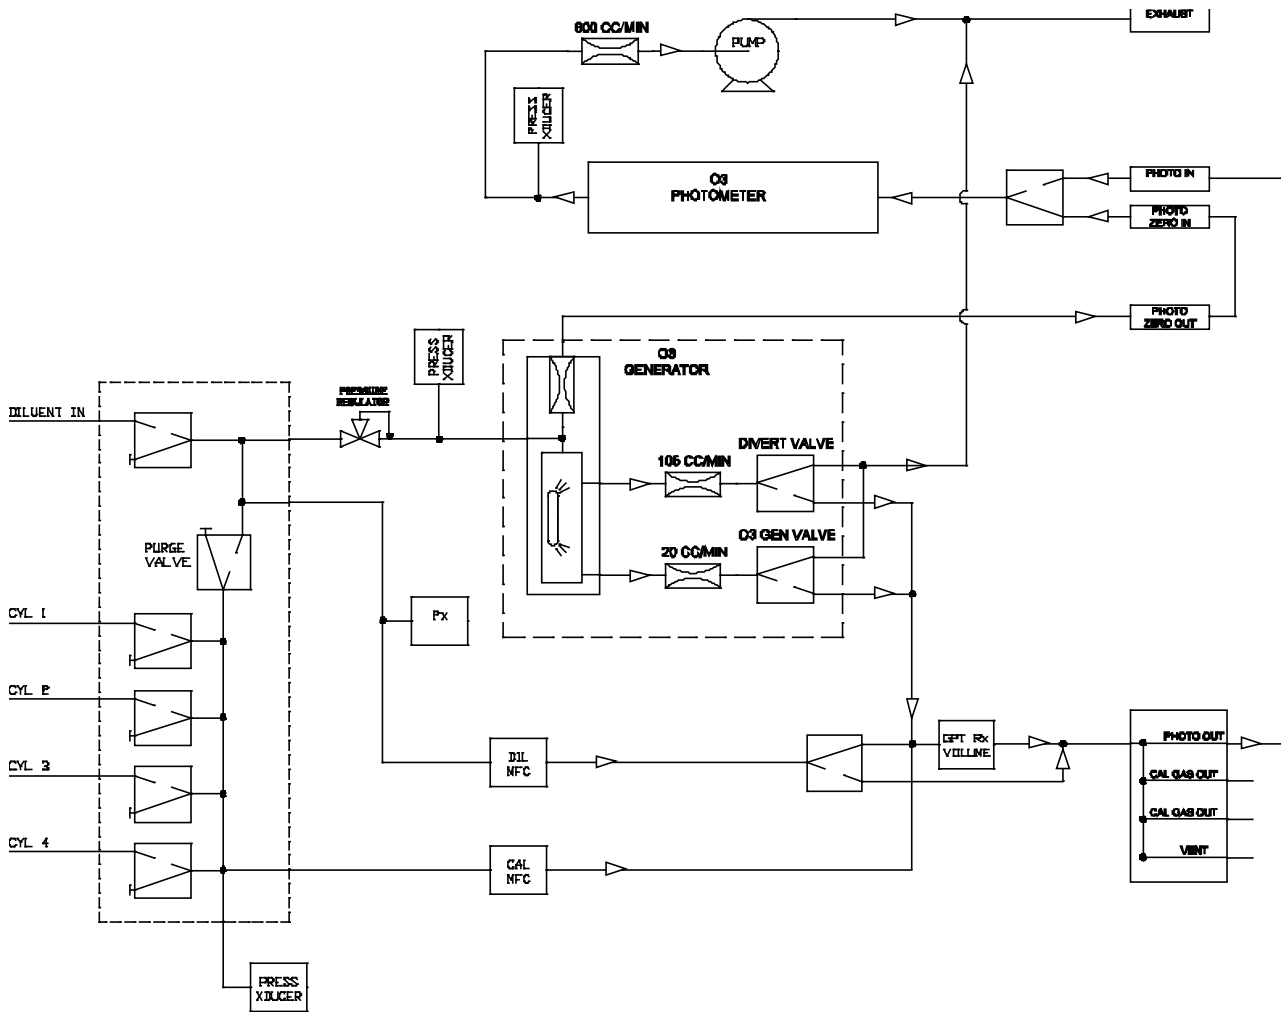 800 CC/MIN
PUMP
EXHAUST
PRESS
XDUCER
O3
PHOTOMETER
PHOTO IN
PHOTO
ZERO IN
PHOTO
ZERO OUT
PRESS
XDUCER
O3
GENERATOR
PRESSURE
REGULATOR
DILUENT IN
DIVERT VALVE
105 CC/MIN
O3 GEN VALVE
20 CC/MIN
PURGE
VALVE
CYL 1
Px
CYL 2
GPT Rx
VOLUME
PHOTO OUT
DIL
MFC
CYL 3
CAL GAS OUT
CAL GAS OUT
CYL 4
VENT
CAL
MFC
PRESS
XDUCER